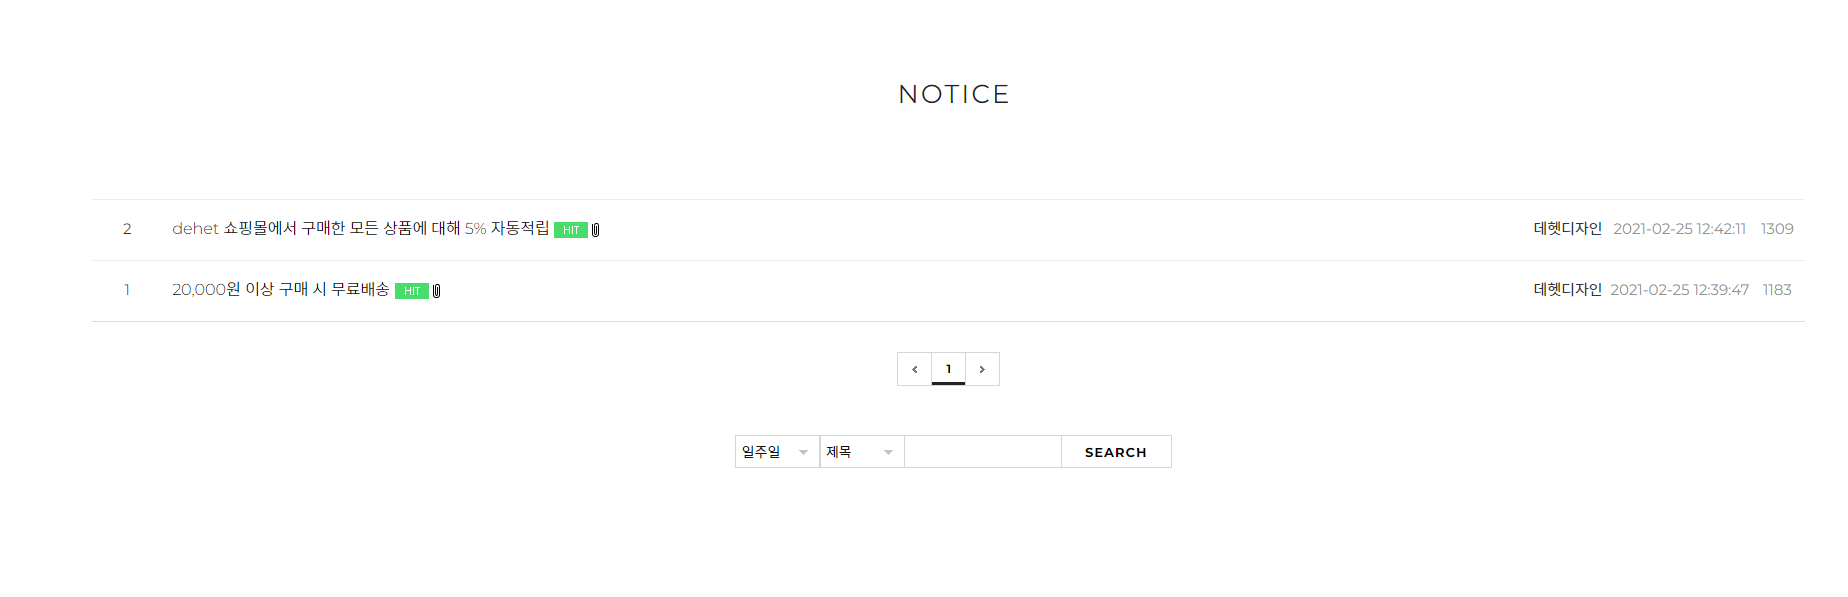 NOTICE
2 dehet 쇼핑몰에서 구매한 모든 상품에 대해 5% 자동적립 HIT 데헷디자인 2021-02-25 12:42:11 1309
1 20,000원 이상 구매 시 무료배송 HIT 데헷디자인 2021-02-25 12:39:47 1183
1
일주일 제목 SEARCH